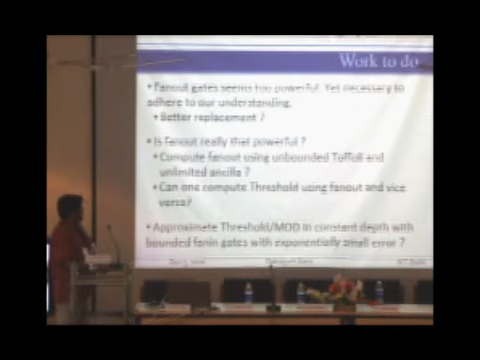 Work to do
• Fanout gates seems too powerful. Yet necessary to
adhere to our understanding.
• Better replacement ?
• Is fanout really that powerful ?
• Compute fanout using unbounded Toffoli and
unlimited ancilla ?
• Can one compute Threshold using fanout and vice
versa?
• Approximate Threshold/MOD in constant depth with
bounded fanin gates with exponentially small error ?